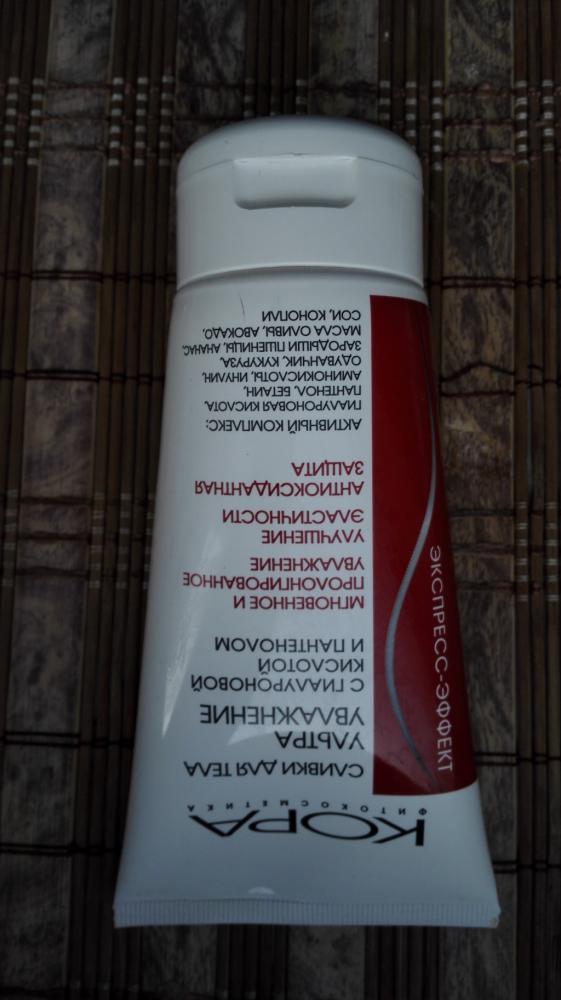 КОРА
ФИТОКОСМЕТИКА
СЛИВКИ ДЛЯ ТЕЛА
УЛЬТРА
УВЛАЖНЕНИЕ
С ГИАЛУРОНОВОЙ
КИСЛОТОЙ
И ПАНТЕНОЛОМ
МГНОВЕННОЕ И
ПРОЛОНГИРОВАННОЕ
УВЛАЖНЕНИЕ
УЛУЧШЕНИЕ
ЭЛАСТИЧНОСТИ
АНТИОКСИДАНТНАЯ
ЗАЩИТА
АКТИВНЫЙ КОМПЛЕКС:
ГИАЛУРОНОВАЯ КИСЛОТА,
ПАНТЕНОЛ, БЕТАИН,
АМИНОКИСЛОТЫ, ИНУЛИН,
ОДУВАНЧИК, КУКУРУЗА,
ЗАРОДЫШИ ПШЕНИЦЫ, АНАНАС,
МАСЛА ОЛИВЫ, АВОКАДО,
СОИ, КОНОПЛИ
ЭКСПРЕСС-ЭФФЕКТ